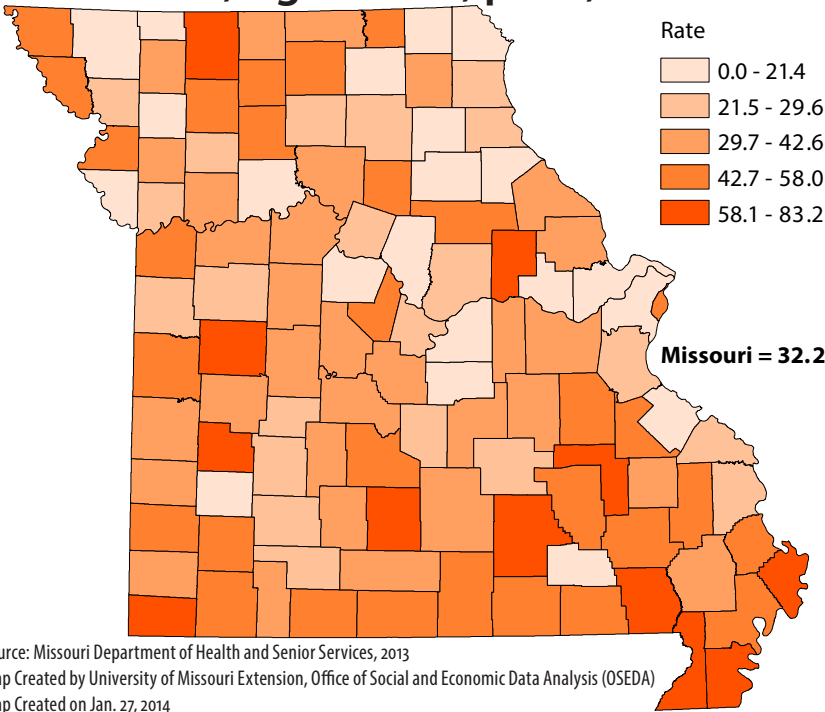 Rate
0.0 - 21.4
21.5 - 29.6
29.7 - 42.6
42.7 - 58.0
58.1 - 83.2
Missouri = 32.2
Missouri Department of Health and Senior Services, 2013
Created by University of Missouri Extension, Office of Social and Economic Data Analysis (OSEDA)
Created on Jan. 27, 2014